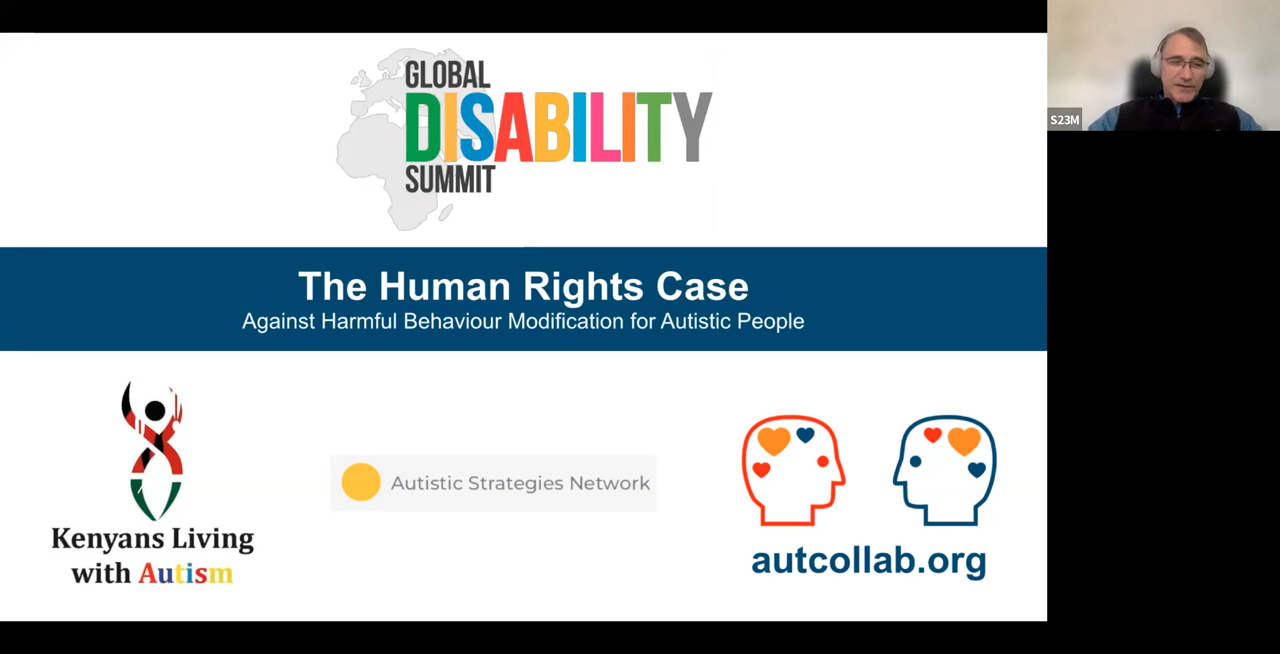 GLOBAL
DISABILITY
SUMMIT
S23M
The Human Rights Case
Against Harmful Behaviour Modification for Autistic People
Kenyans Living
with Autism
Autistic Strategies Network
autcollab.org